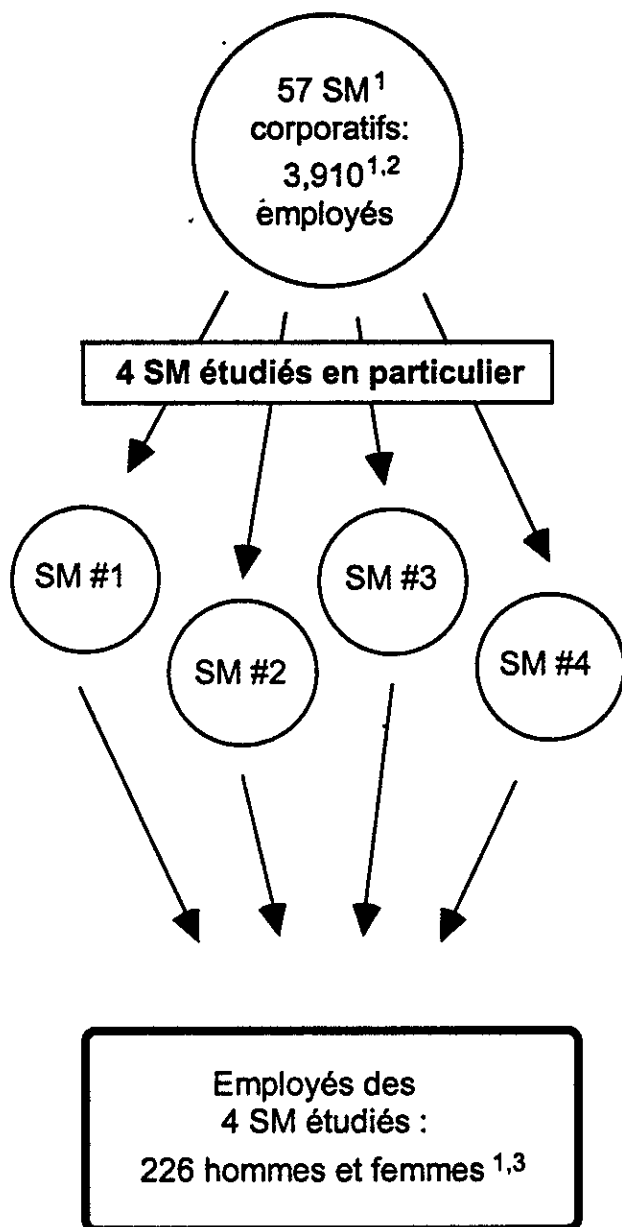 57 SM¹
corporatifs:
3,910¹,²
employés
4 SM étudiés en particulier
SM #1
SM #3
SM #2
SM #4
Employés des
4 SM étudiés :
226 hommes et femmes ¹,³